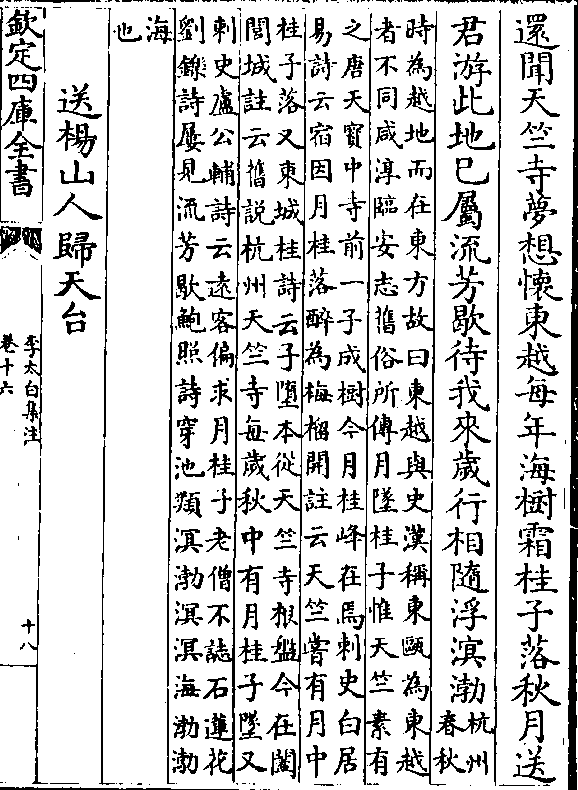 還聞天竺寺夢想懷東越每年海樹霜桂子落秋月送
君游此地已屬流芳歇待我來歲行相隨浮溟渤
杭州
春秋
時為越地而在東方故曰東越與史漢稱東甌為東越
者不同咸淳臨安志舊俗所傳月墜桂子惟天竺素有
之唐天寳中寺前一子成樹今月桂峰在焉刺史白居
易詩云宿因月桂落醉為梅榴開註云天竺嘗有月中
桂子落又東城桂詩云子墮本從天竺寺根盤今在闔
閭城註云舊說杭州天竺寺每歲秋中有月桂子墜又
刺史盧公輔詩云遠客偏求月桂子老僧不誌石蓮花
劉鑠詩屢見流芳歇鮑照詩穿池類溟渤溟溟海渤渤
海
也
送楊山人歸天台
欽定四庫全書
李太白集注
卷十六
十八